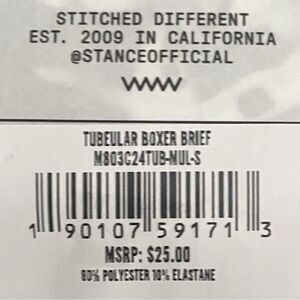 STITCHED DIFFERENT
EST. 2009 IN CALIFORNIA
@STANCEOFFICIAL
TUBEULAR BOXER BRIEF
M803C24TUB-MUL-S
1 90107 59171 3
MSRP: $25.00
90% POLYESTER 10% ELASTANE